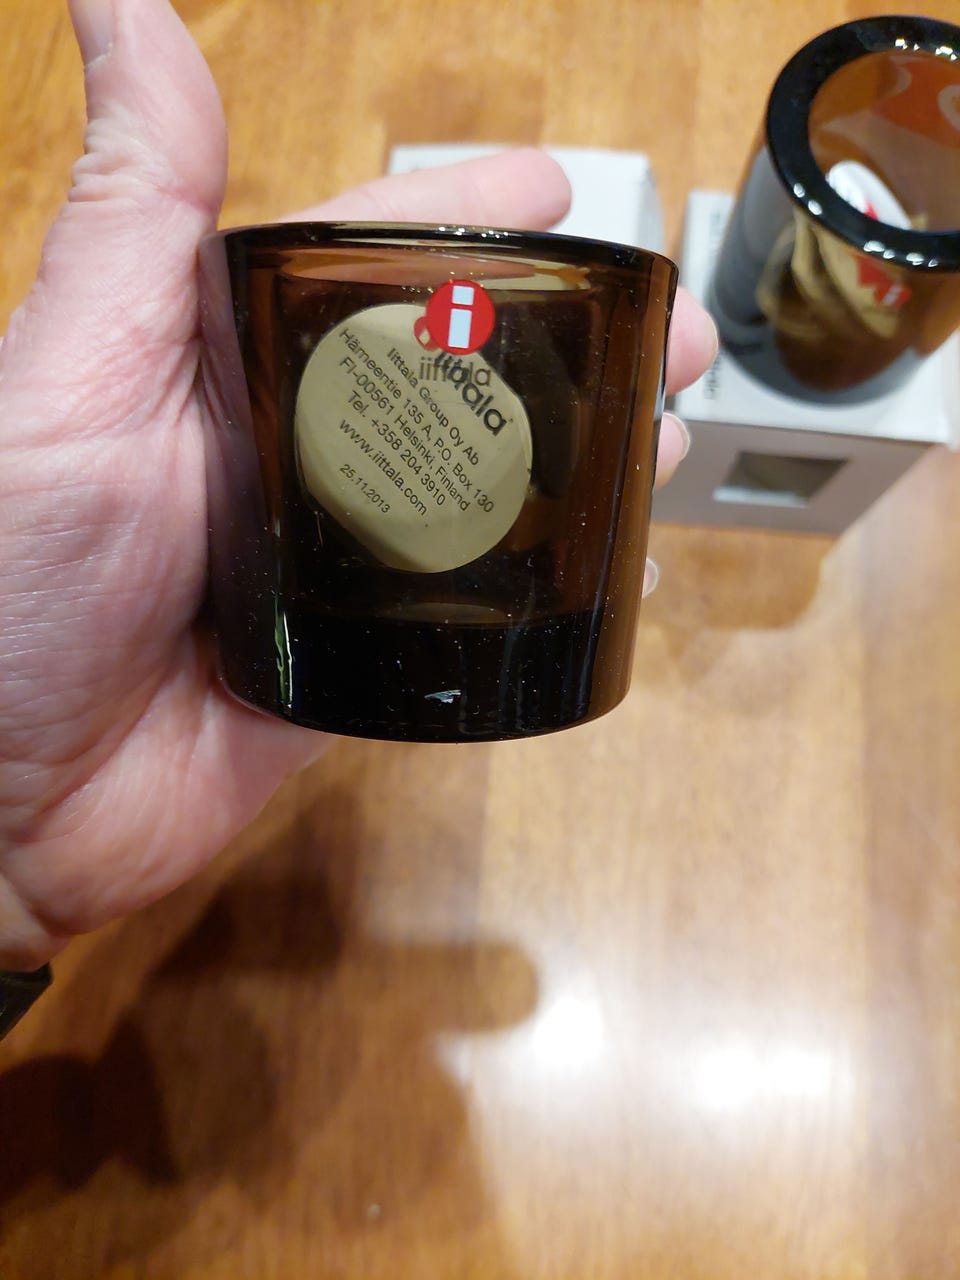 i
iittala
iittala
Iittala Group Oy Ab
Hämeentie 135 A, P.O. Box 130
FI-00561 Helsinki, Finland
Tel. +358 204 3910
www.iittala.com
25.11.2013